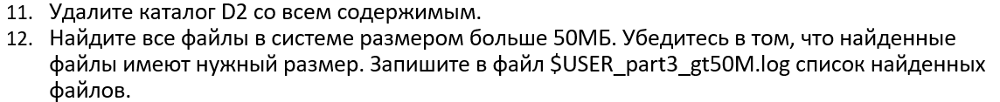 11. Удалите каталог D2 со всем содержимым.
12. Найдите все файлы в системе размером больше 50МБ. Убедитесь в том, что найденные
файлы имеют нужный размер. Запишите в файл $USER_part3_gt50M.log список найденных
файлов.